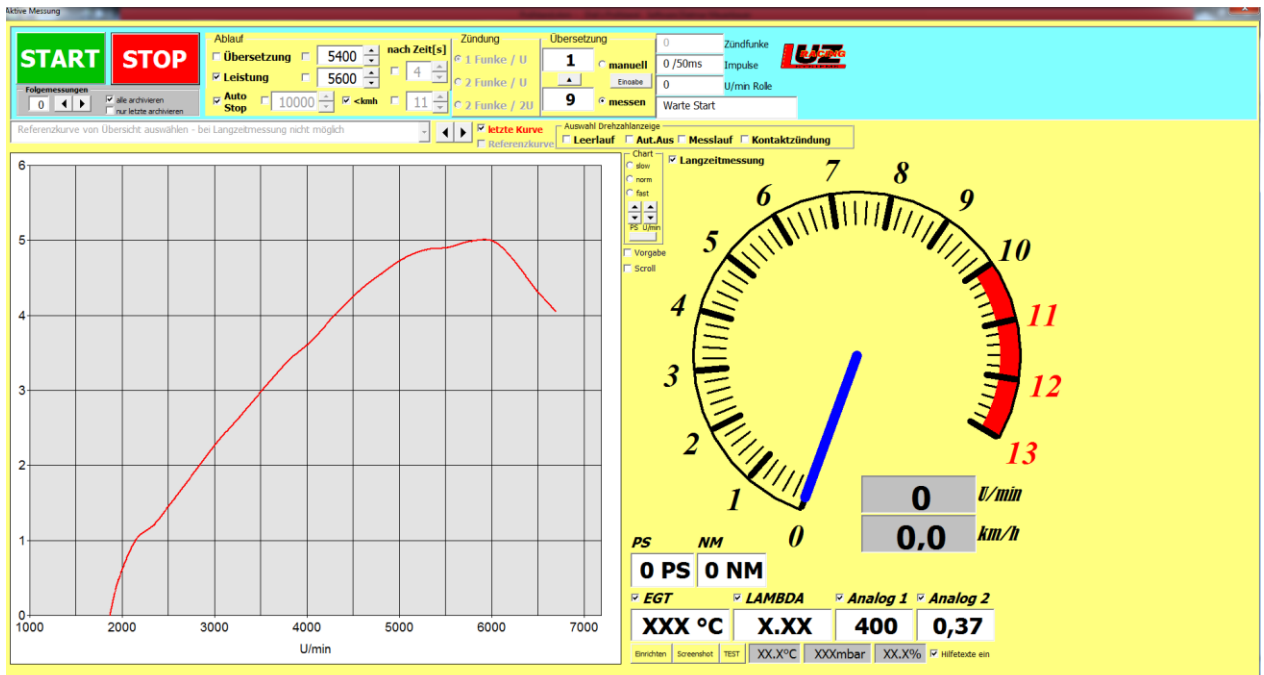 Aktive Messung
START
STOP
Folgemessungen
0
alle archivieren
nur letzte archivieren
Ablauf
Übersetzung 5400 nach Zeit[s]
Leistung 5600 4
Auto Stop 10000 <kmh 11
Zündung
1 Funke / U
2 Funke / U
2 Funke / 2U
Übersetzung
1 manuell
Eingabe
9 messen
0 Zündfunke
0 /50ms Impulse
0 U/min Rolle
Warte Start
LUZ RACING
Referenzkurve von Übersicht auswählen - bei Langzeitmessung nicht möglich
letzte Kurve
Referenzkurve
Auswahl Drehzahlanzeige
Leerlauf Aut.Aus Messlauf Kontaktzündung
Chart
slow
norm
fast
PS U/min
Vorgabe
Scroll
Langzeitmessung
6
5
4
3
2
1
0
1000 2000 3000 4000 5000 6000 7000
U/min
0
1
2
3
4
5
6
7
8
9
10
11
12
13
0 U/min
0,0 km/h
PS NM
0 PS 0 NM
EGT LAMBDA Analog 1 Analog 2
XXX °C X.XX 400 0,37
Einrichten Screenshot TEST XX.X°C XXXmbar XX.X% Hilfetexte ein